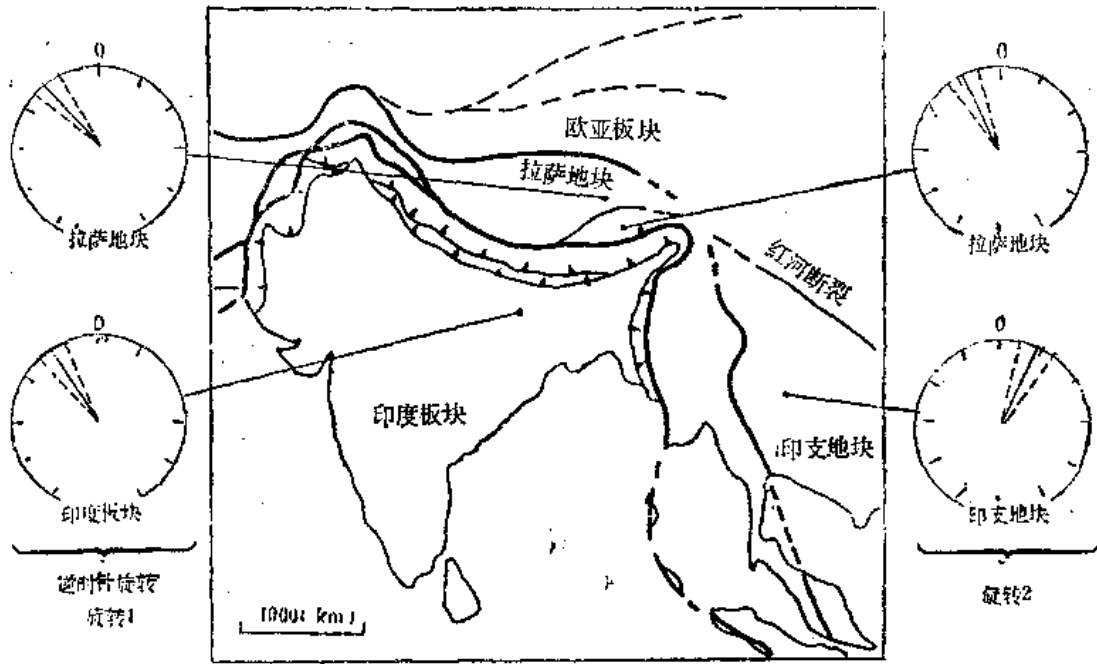 0
拉萨地块
0
印度板块
逆时针旋转
旋转1
欧亚板块
拉萨地块
红河断裂
印度板块
印支地块
1000 km
0
拉萨地块
0
印支地块
旋转2